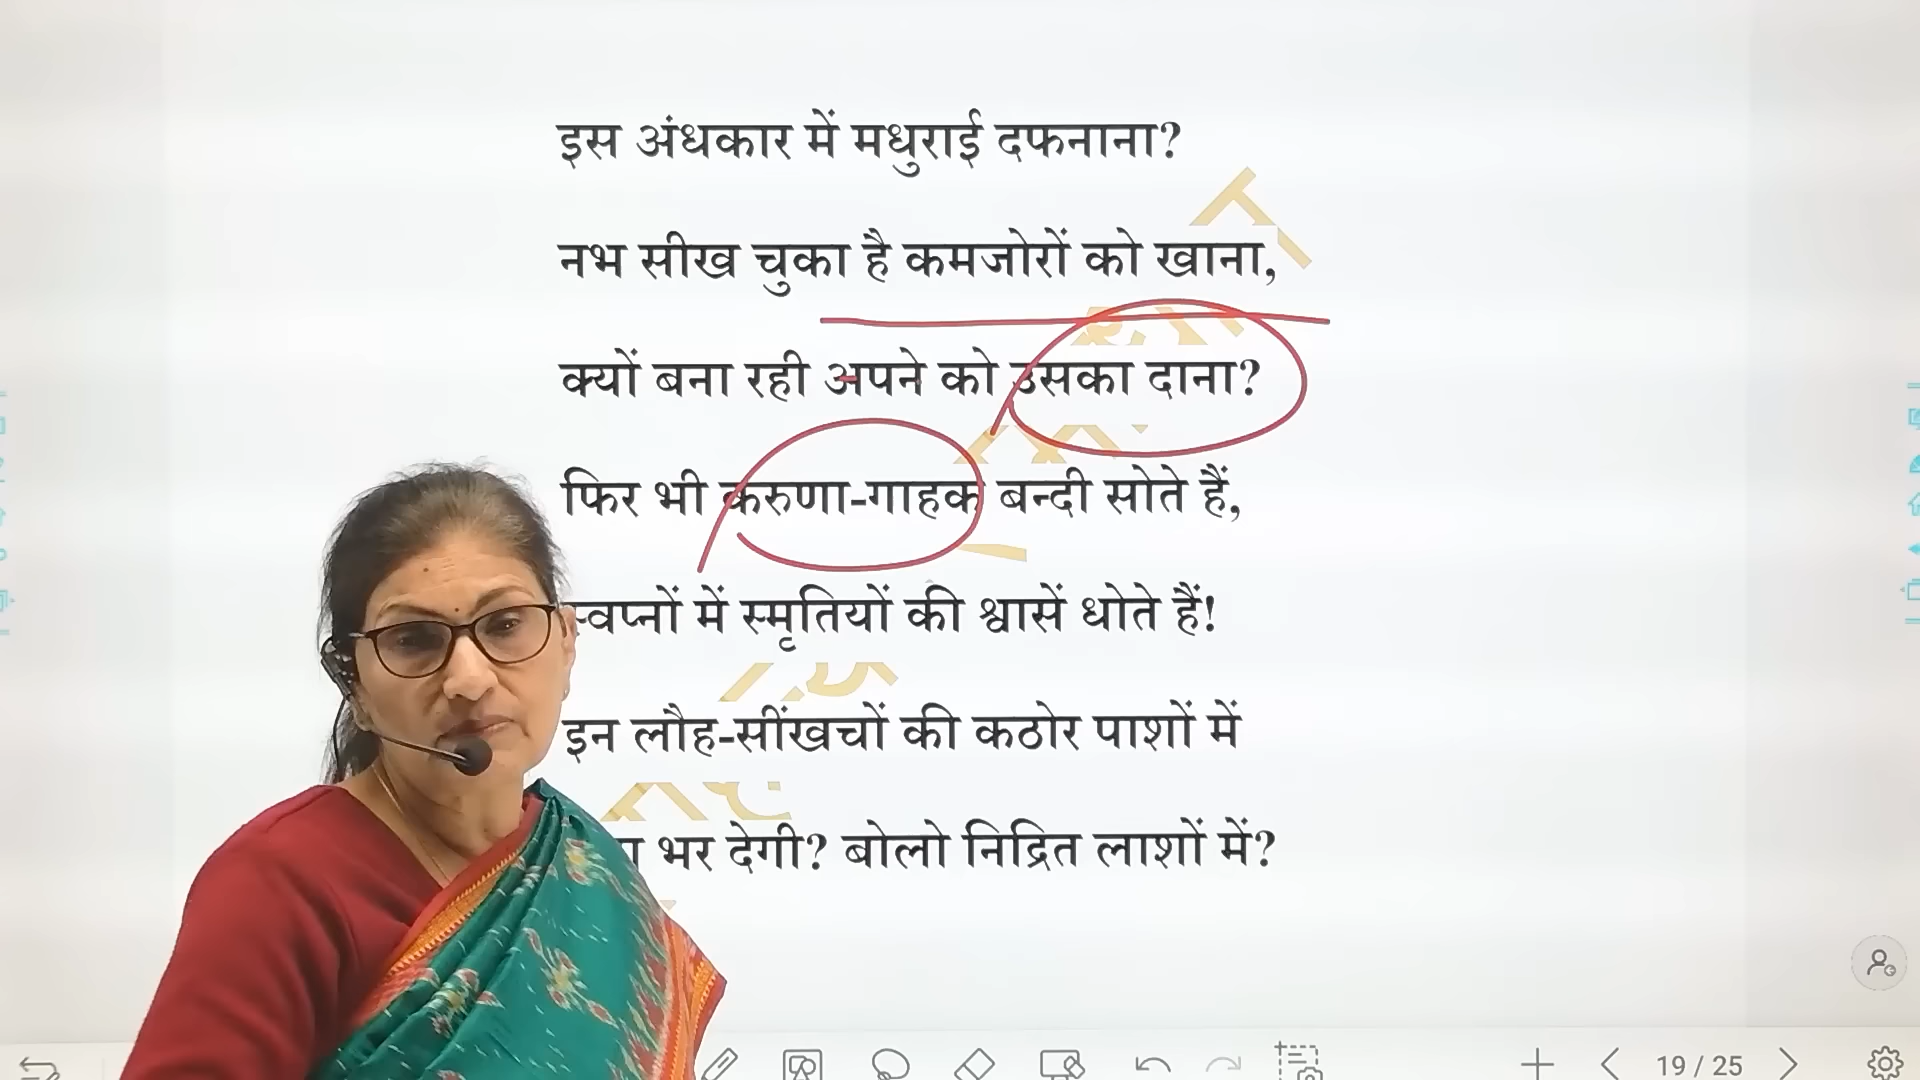 इस अंधकार में मधुराई दफनाना?
नभ सीख चुका है कमजोरों को खाना,
क्यों बना रही अपने को उसका दाना?
फिर भी करुणा-गाहक बन्दी सोते हैं,
स्वप्नों में स्मृतियों की श्वासें धोते हैं!
इन लौह-सींखचों की कठोर पाशों में
भर देगी? बोलो निद्रित लाशों में?
19 / 25